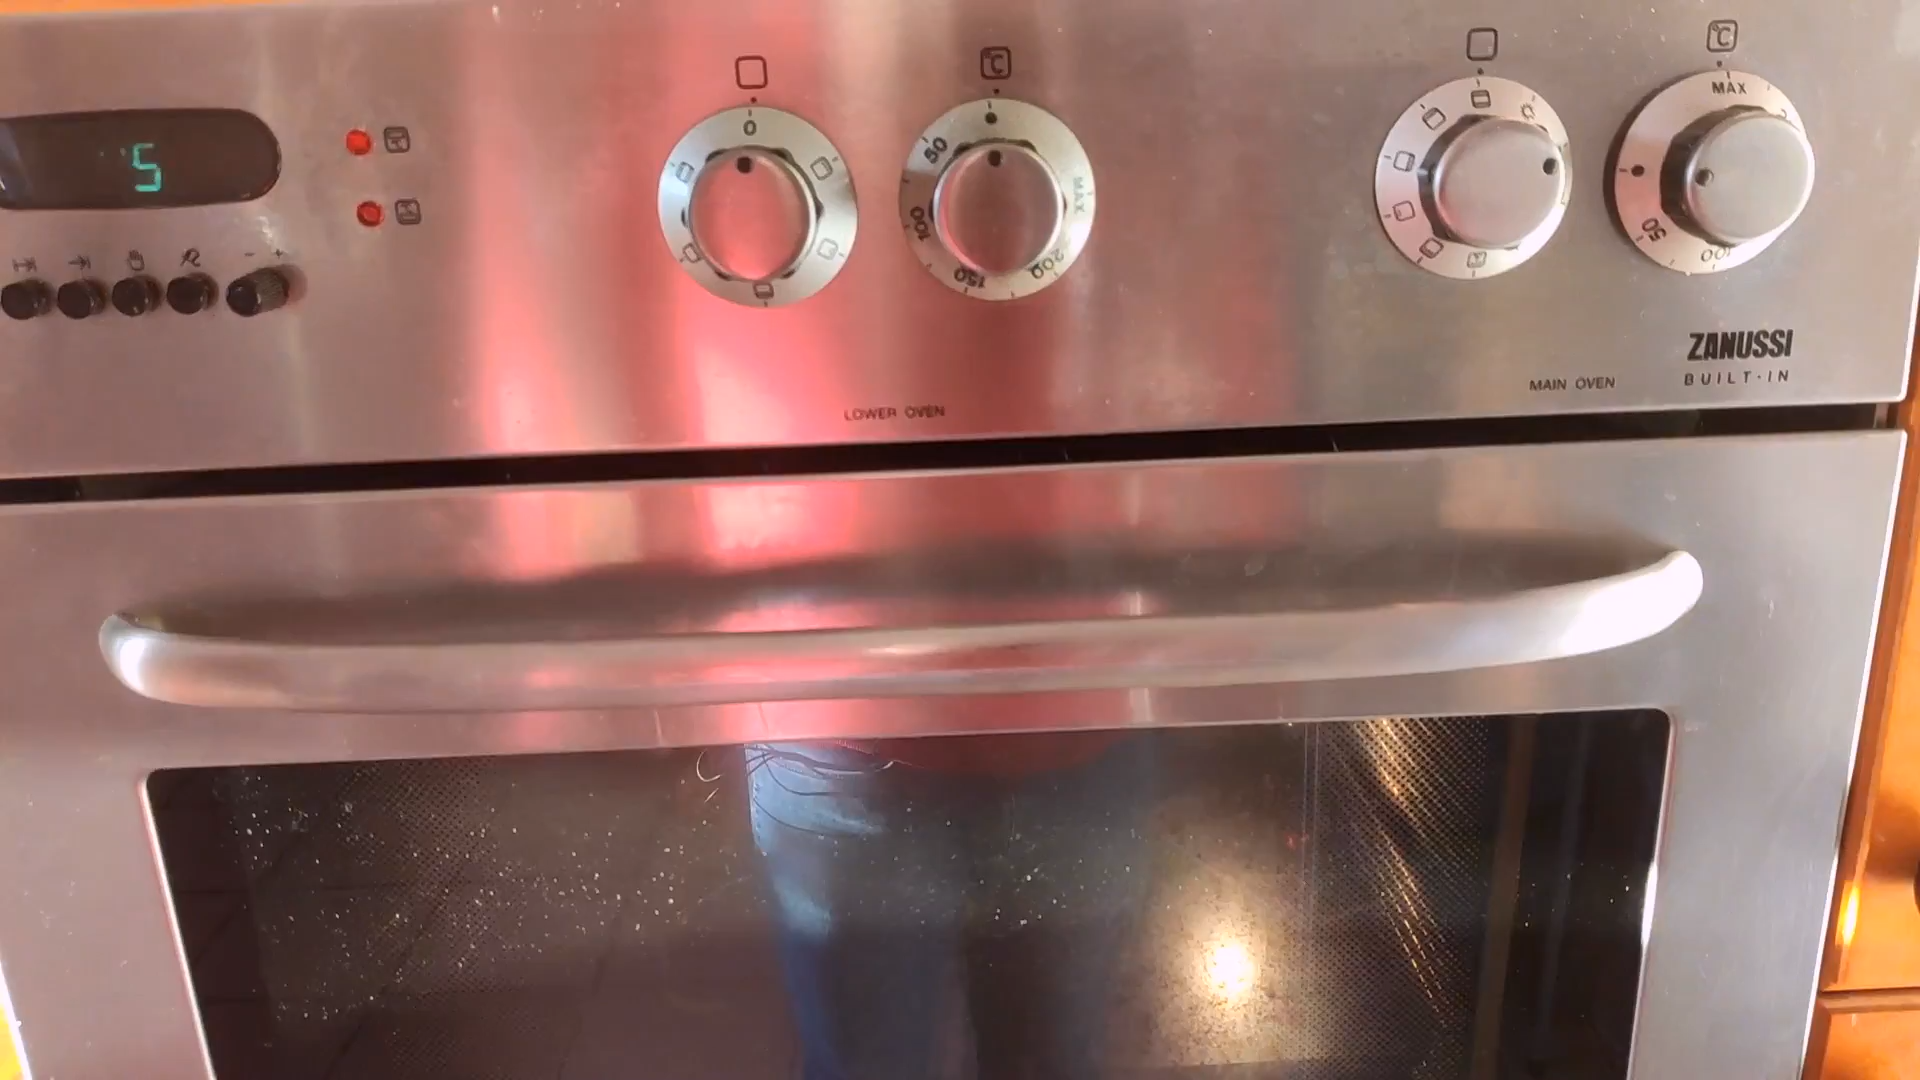 5
- +
0
50
100
150
200
MAX
°C
50
100
MAX
°C
LOWER OVEN
MAIN OVEN
ZANUSSI
BUILT-IN